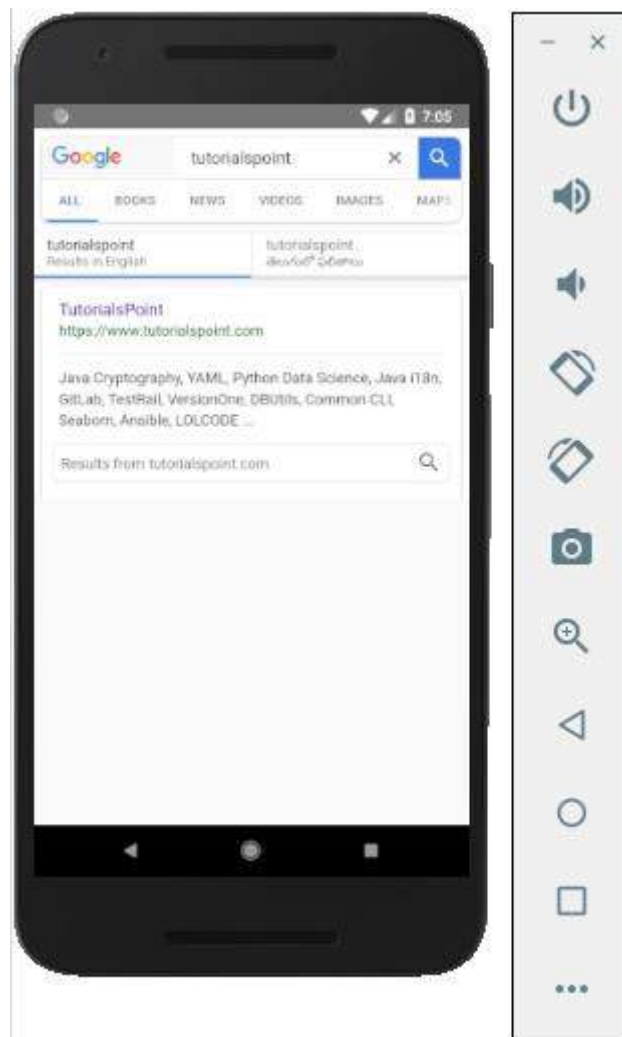 7:05
Google tutorialspoint
ALL BOOKS NEWS VIDEOS IMAGES MAPS
tutorialspoint
Results in English
tutorialspoint
TutorialsPoint
https://www.tutorialspoint.com
Java Cryptography, YAML, Python Data Science, Java i18n,
GitLab, TestRail, VersionOne, DBUtils, Common CLI,
Seaborn, Ansible, LOLCODE ...
Results from tutorialspoint.com